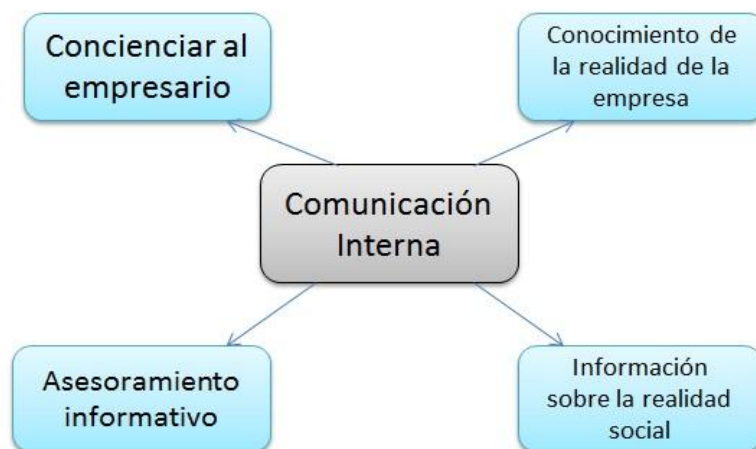 Concienciar al
empresario
Conocimiento de
la realidad de la
empresa
Comunicación
Interna
Asesoramiento
informativo
Información
sobre la realidad
social